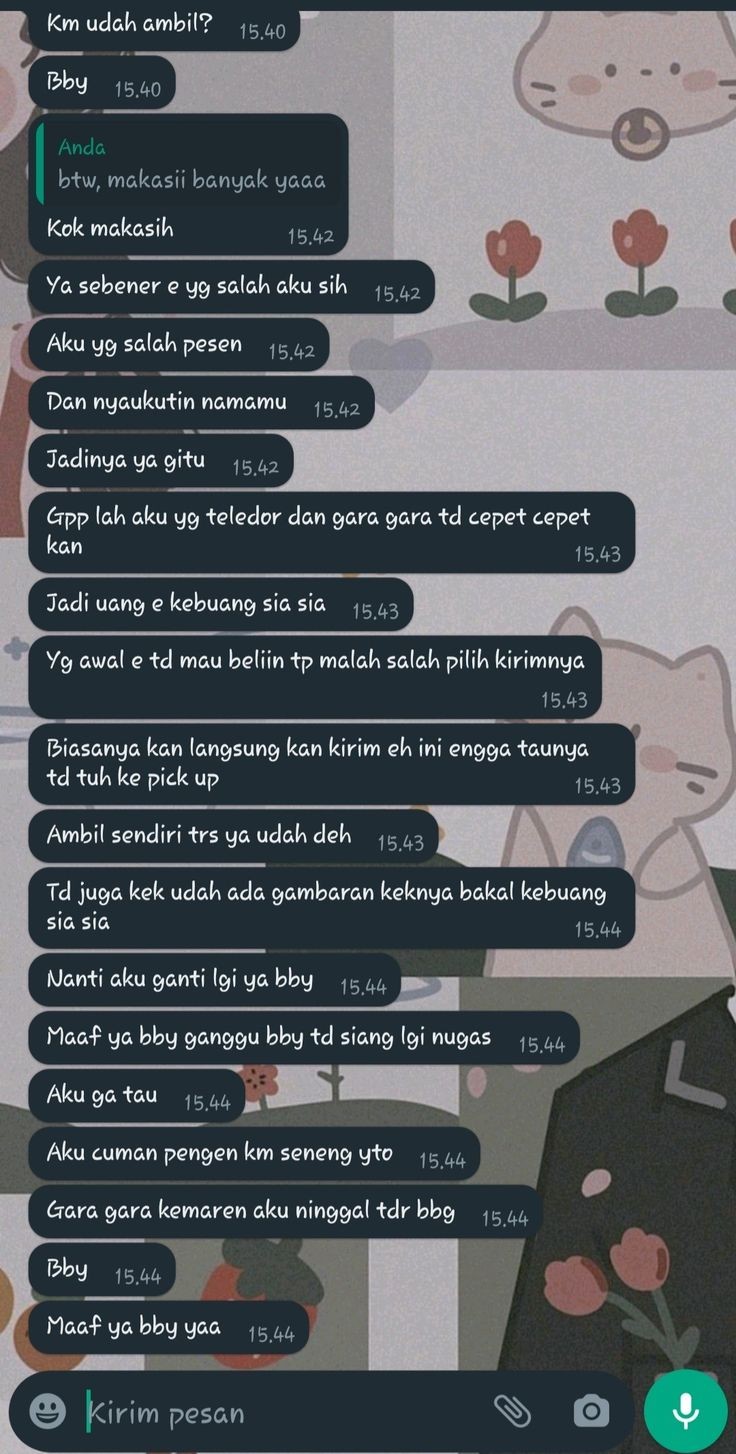 Km udah ambil? 15.40
Bby 15.40
Anda
btw, makasii banyak yaaa
Kok makasih 15.42
Ya sebener e yg salah aku sih 15.42
Aku yg salah pesen 15.42
Dan nyaukutin namamu 15.42
Jadinya ya gitu 15.42
Gpp lah aku yg teledor dan gara gara td cepet cepet
kan 15.43
Jadi uang e kebuang sia sia 15.43
Yg awal e td mau beliin tp malah salah pilih kirimnya
15.43
Biasanya kan langsung kan kirim eh ini engga taunya
td tuh ke pick up 15.43
Ambil sendiri trs ya udah deh 15.43
Td juga kek udah ada gambaran keknya bakal kebuang
sia sia 15.44
Nanti aku ganti lgi ya bby 15.44
Maaf ya bby ganggu bby td siang lgi nugas 15.44
Aku ga tau 15.44
Aku cuman pengen km seneng yto 15.44
Gara gara kemaren aku ninggal tdr bbg 15.44
Bby 15.44
Maaf ya bby yaa 15.44
Kirim pesan